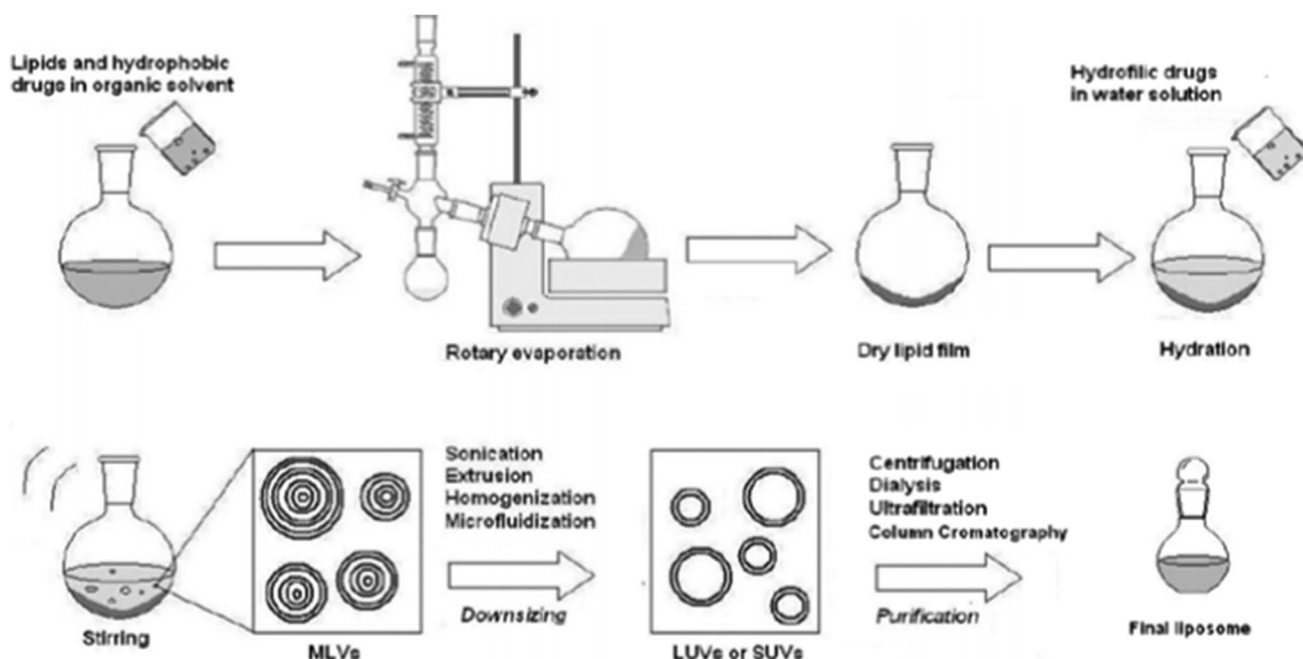 Lipids and hydrophobic
drugs in organic solvent
Hydrofilic drugs
in water solution
Rotary evaporation
Dry lipid film
Hydration
Sonication
Extrusion
Homogenization
Microfluidization
Downsizing
Centrifugation
Dialysis
Ultrafiltration
Column Cromatography
Purification
Stirring
MLVs
LUVs or SUVs
Final liposome